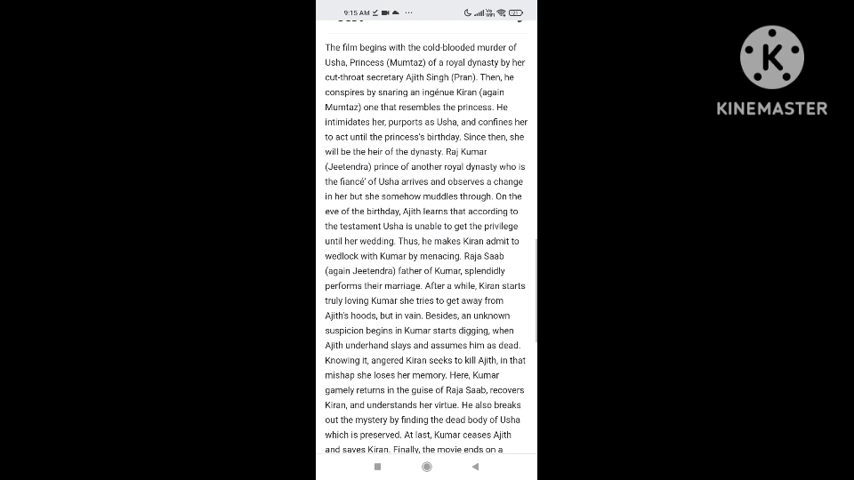 9:15 AM
The film begins with the cold-blooded murder of
Usha, Princess (Mumtaz) of a royal dynasty by her
cut-throat secretary Ajith Singh (Pran). Then, he
conspires by snaring an ingénue Kiran (again
Mumtaz) one that resembles the princess. He
intimidates her, purports as Usha, and confines her
to act until the princess's birthday. Since then, she
will be the heir of the dynasty. Raj Kumar
(Jeetendra) prince of another royal dynasty who is
the fiancé' of Usha arrives and observes a change
in her but she somehow muddles through. On the
eve of the birthday, Ajith learns that according to
the testament Usha is unable to get the privilege
until her wedding. Thus, he makes Kiran admit to
wedlock with Kumar by menacing. Raja Saab
(again Jeetendra) father of Kumar, splendidly
performs their marriage. After a while, Kiran starts
truly loving Kumar she tries to get away from
Ajith's hoods, but in vain. Besides, an unknown
suspicion begins in Kumar starts digging, when
Ajith underhand slays and assumes him as dead.
Knowing it, angered Kiran seeks to kill Ajith, in that
mishap she loses her memory. Here, Kumar
gamely returns in the guise of Raja Saab, recovers
Kiran, and understands her virtue. He also breaks
out the mystery by finding the dead body of Usha
which is preserved. At last, Kumar ceases Ajith
and saves Kiran. Finally, the movie ends on a
K
KINEMASTER